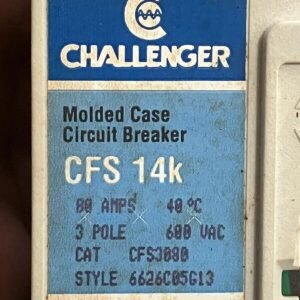 CHALLENGER
Molded Case
Circuit Breaker
CFS 14k
80 AMPS 40 °C
3 POLE 600 VAC
CAT CFS3080
STYLE 6626C05G13